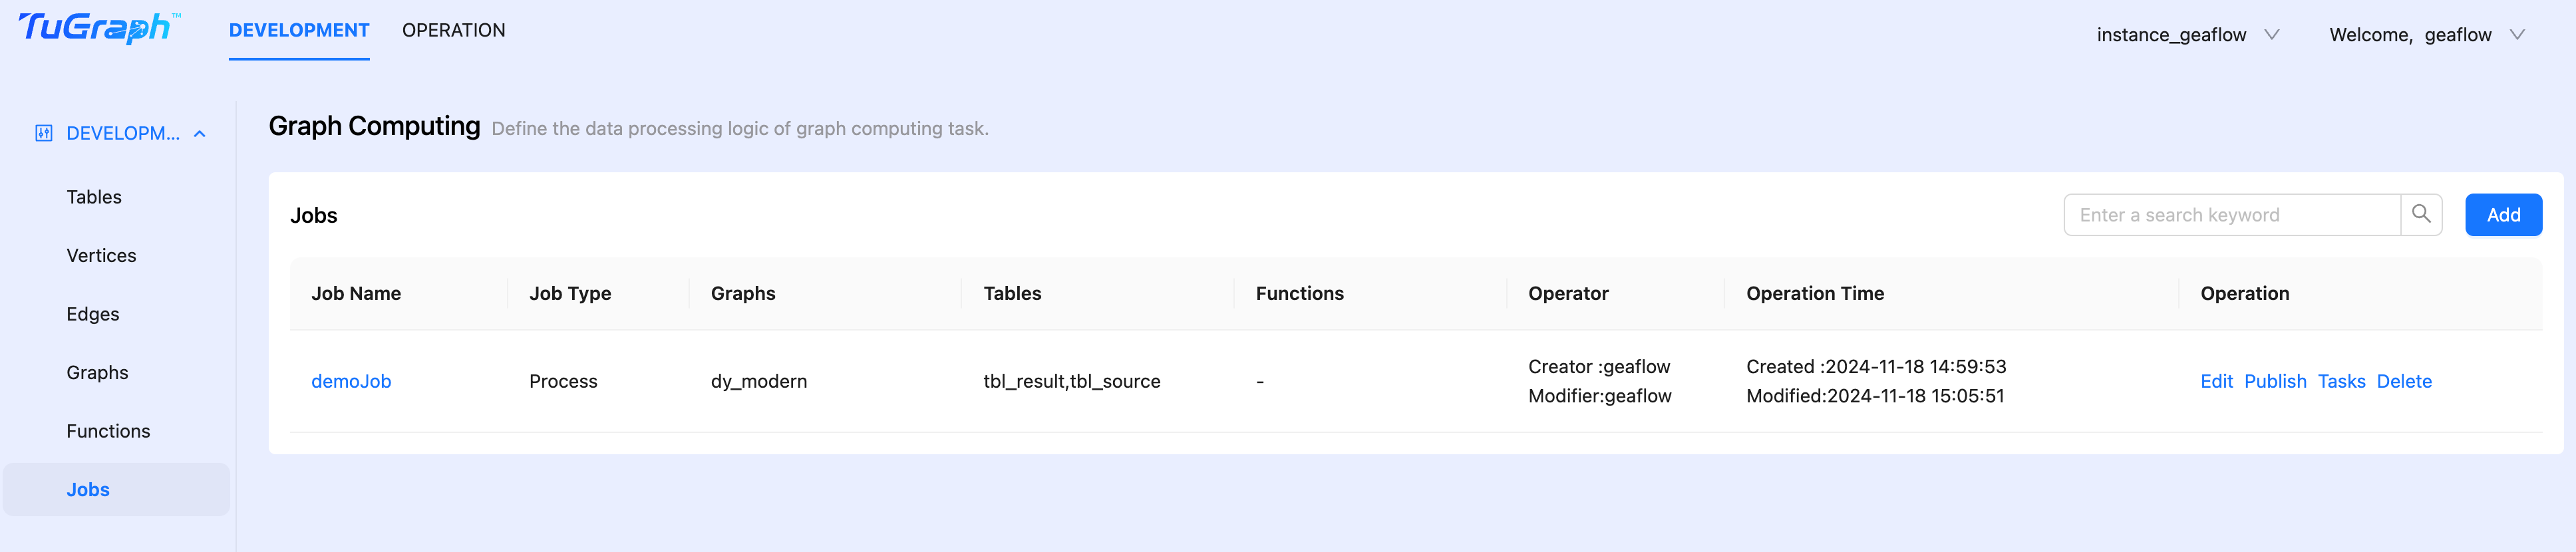 TuGraph™ DEVELOPMENT OPERATION instance_geaflow Welcome, geaflow
DEVELOPM...
Tables
Vertices
Edges
Graphs
Functions
Jobs
Graph Computing Define the data processing logic of graph computing task.
Jobs Enter a search keyword Add
Job Name Job Type Graphs Tables Functions Operator Operation Time Operation
demoJob Process dy_modern tbl_result,tbl_source - Creator :geaflow Created :2024-11-18 14:59:53 Edit Publish Tasks Delete
Modifier:geaflow Modified:2024-11-18 15:05:51